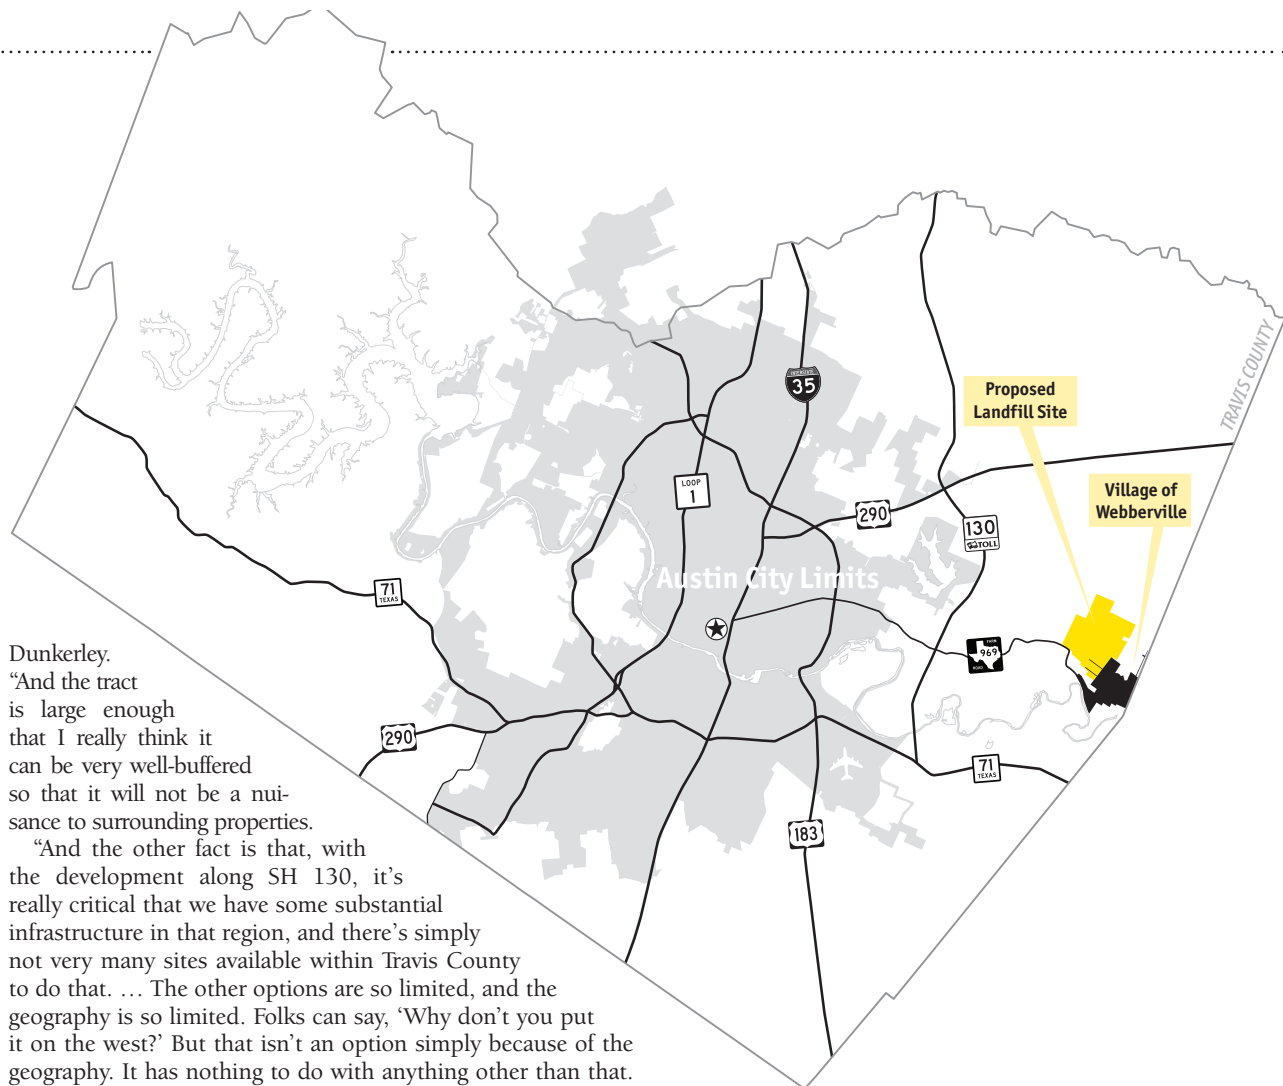 TRAVIS COUNTY
Proposed
Landfill Site
Village of
Webberville
INTERSTATE
35
LOOP
1
290
130
TOLL
Austin City Limits
71
TEXAS
FARM
969
ROAD
290
71
TEXAS
183
Dunkerley.
“And the tract
is large enough
that I really think it
can be very well-buffered
so that it will not be a nui-
sance to surrounding properties.
“And the other fact is that, with
the development along SH 130, it’s
really critical that we have some substantial
infrastructure in that region, and there’s simply
not very many sites available within Travis County
to do that. … The other options are so limited, and the
geography is so limited. Folks can say, ‘Why don’t you put
it on the west?’ But that isn’t an option simply because of the
geography. It has nothing to do with anything other than that.